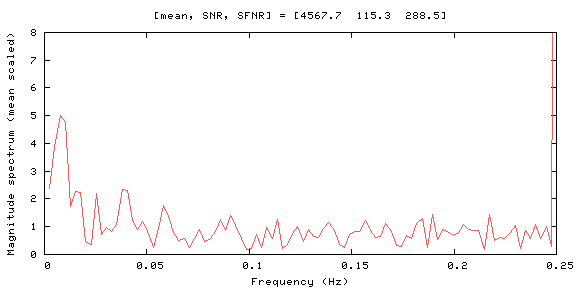 [mean, SNR, SFNR] = [4567.7 115.3 288.5]
Magnitude spectrum (mean scaled)
8
7
6
5
4
3
2
1
0
0 0.05 0.1 0.15 0.2 0.25
Frequency (Hz)